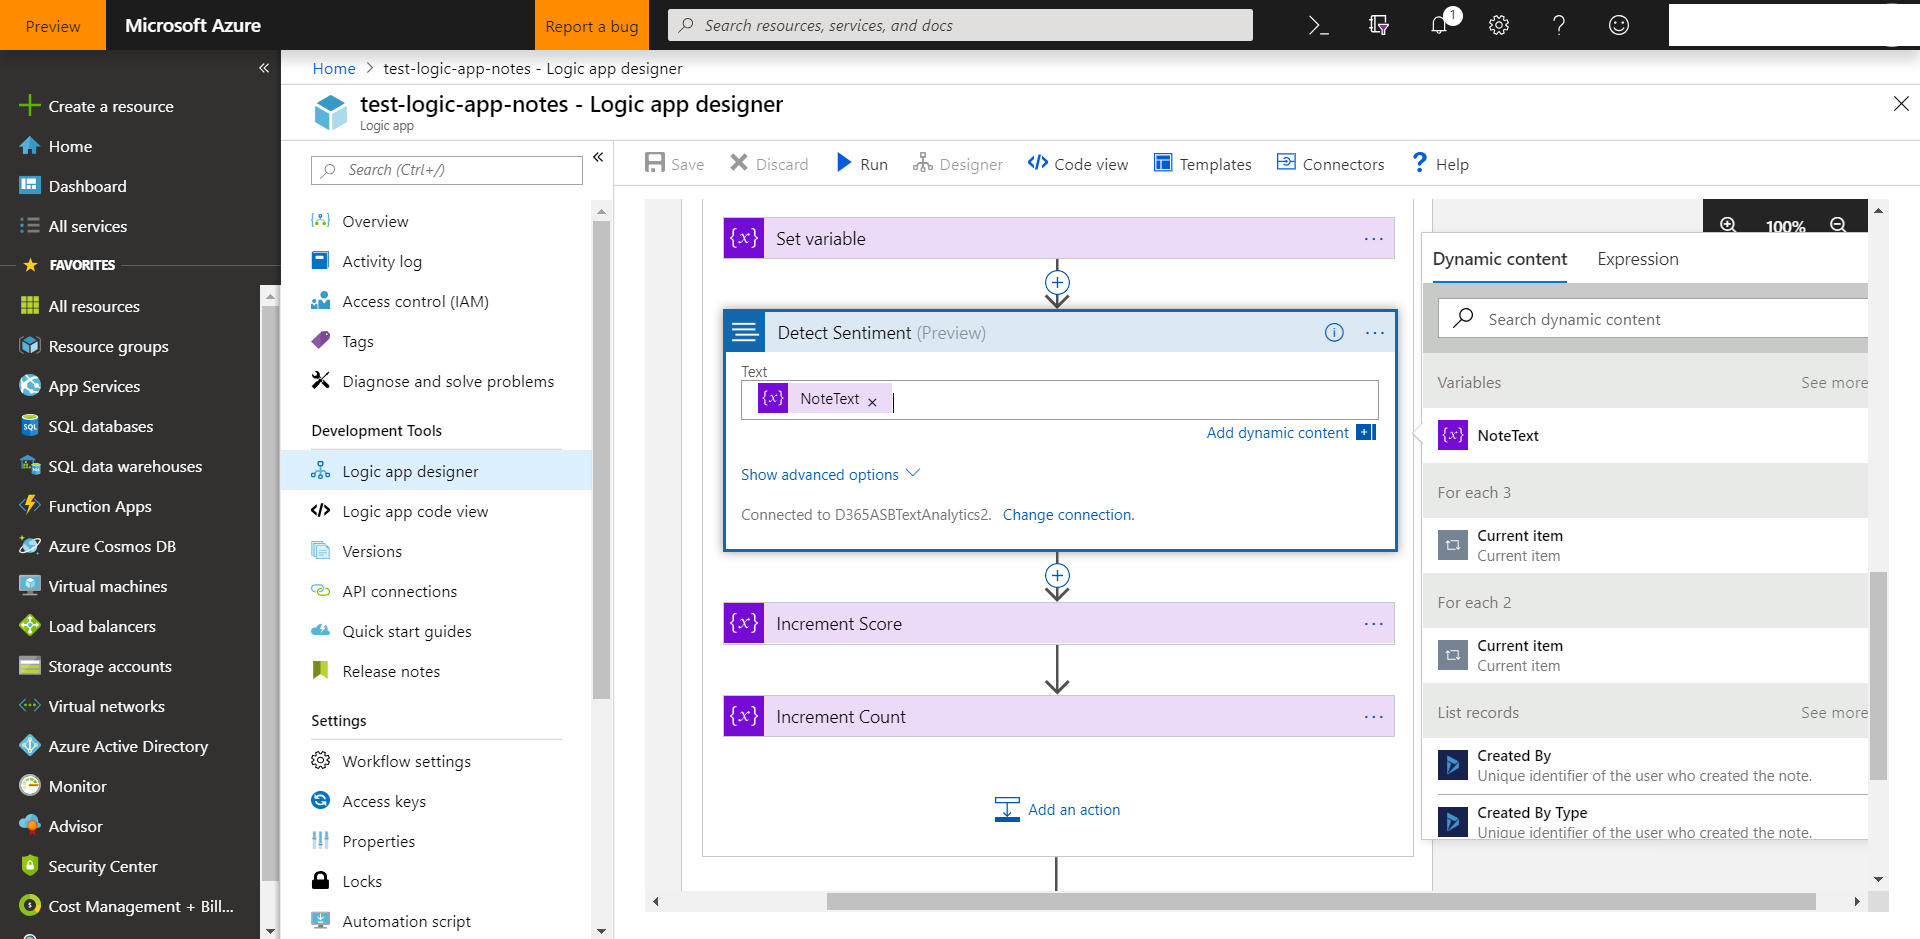 Preview
Microsoft Azure
Report a bug
Search resources, services, and docs
1
Home > test-logic-app-notes - Logic app designer
test-logic-app-notes - Logic app designer
Logic app
Create a resource
Home
Dashboard
All services
FAVORITES
All resources
Resource groups
App Services
SQL databases
SQL data warehouses
Function Apps
Azure Cosmos DB
Virtual machines
Load balancers
Storage accounts
Virtual networks
Azure Active Directory
Monitor
Advisor
Security Center
Cost Management + Bill...
Search (Ctrl+/)
Overview
Activity log
Access control (IAM)
Tags
Diagnose and solve problems
Development Tools
Logic app designer
Logic app code view
Versions
API connections
Quick start guides
Release notes
Settings
Workflow settings
Access keys
Properties
Locks
Automation script
Save
Discard
Run
Designer
Code view
Templates
Connectors
Help
{x} Set variable
Detect Sentiment (Preview)
Text
{x} NoteText ×
Add dynamic content
Show advanced options
Connected to D365ASBTextAnalytics2. Change connection.
{x} Increment Score
{x} Increment Count
Add an action
100%
Dynamic content
Expression
Search dynamic content
Variables See more
{x} NoteText
For each 3
Current item
Current item
For each 2
Current item
Current item
List records See more
Created By
Unique identifier of the user who created the note.
Created By Type
Unique identifier of the user who created the note.